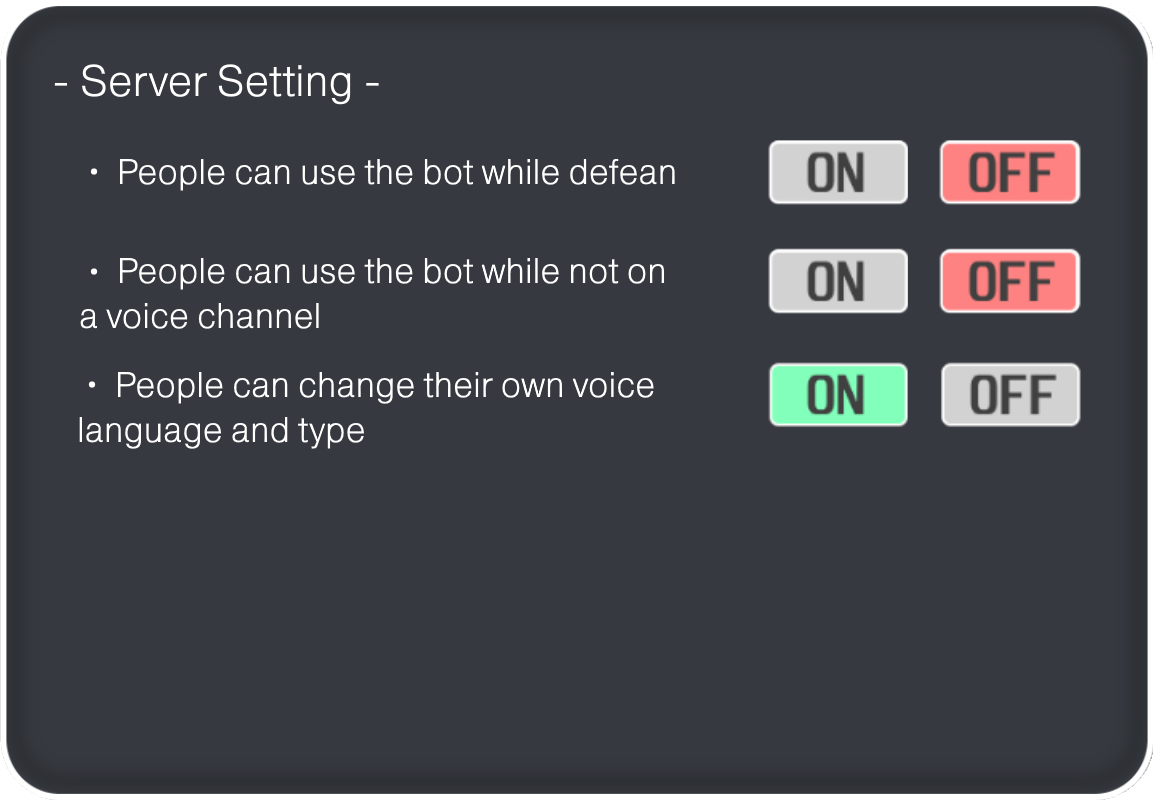 - Server Setting -
・ People can use the bot while defean ON OFF
・ People can use the bot while not on ON OFF
a voice channel
・ People can change their own voice ON OFF
language and type